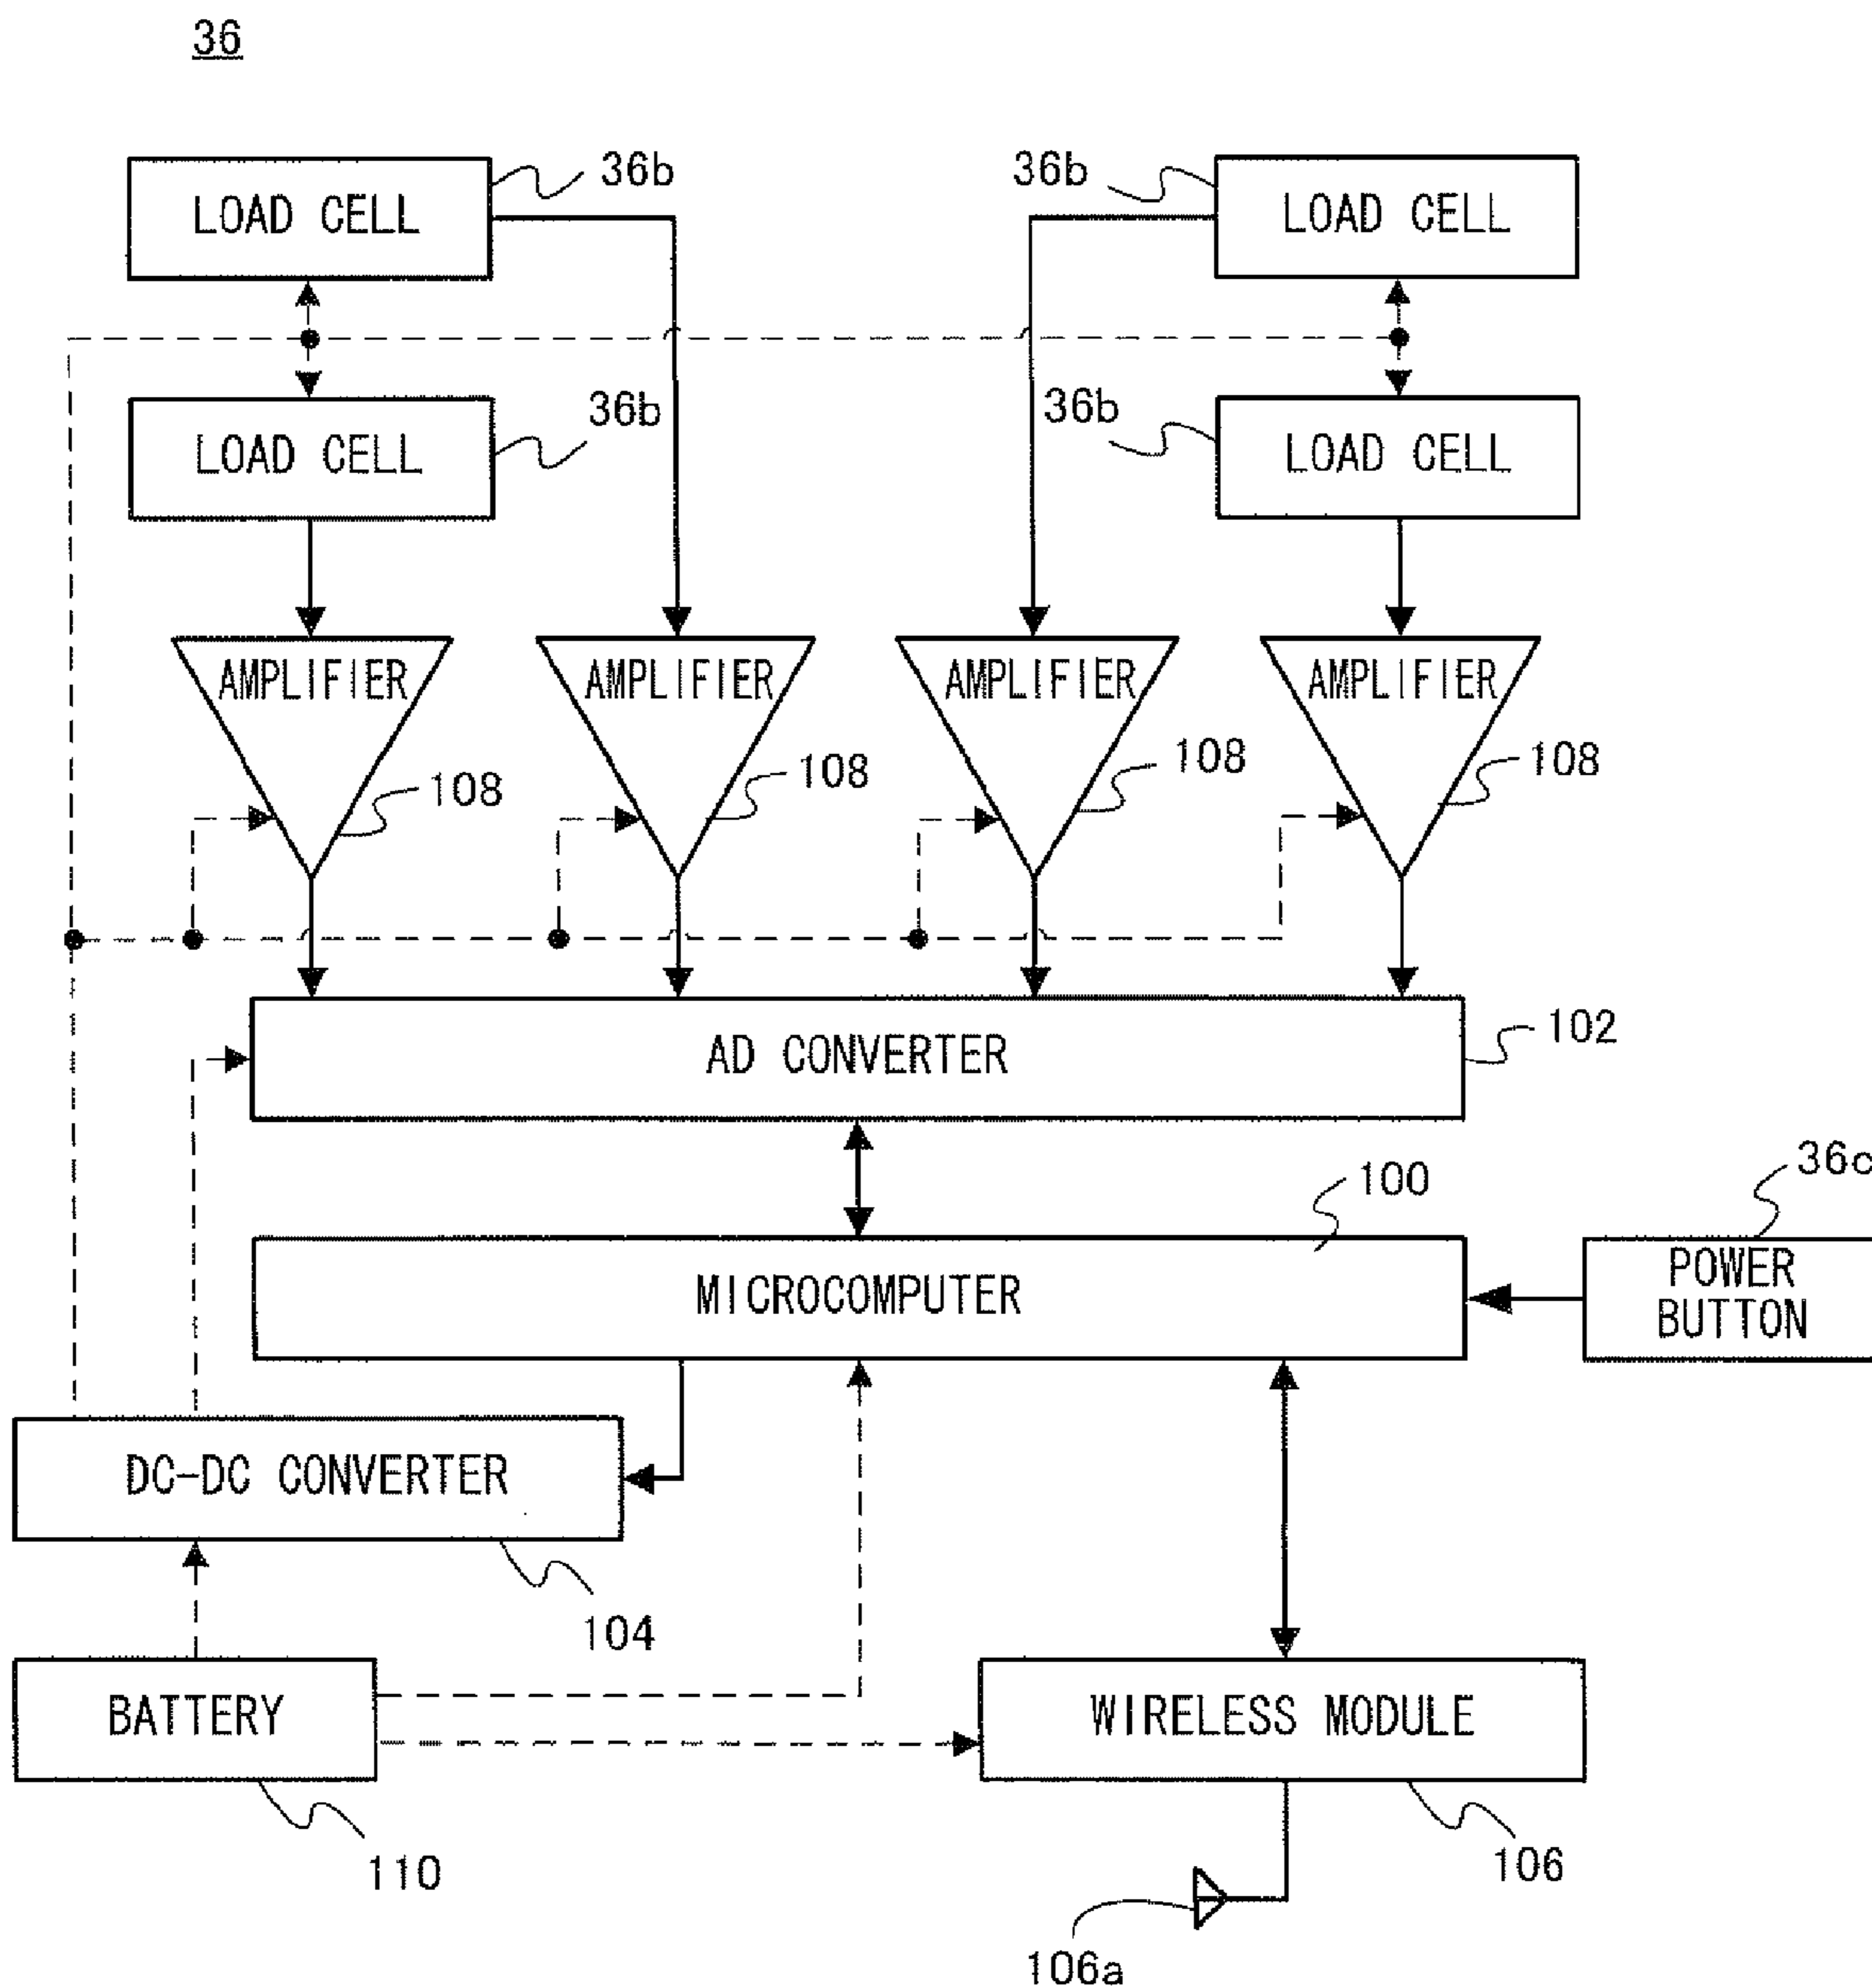 36
LOAD CELL
36b
36b
LOAD CELL
LOAD CELL
36b
36b
LOAD CELL
AMPLIFIER
AMPLIFIER
AMPLIFIER
AMPLIFIER
108
108
108
108
AD CONVERTER
102
100
36c
MICROCOMPUTER
POWER
BUTTON
DC-DC CONVERTER
104
BATTERY
WIRELESS MODULE
110
106
106a